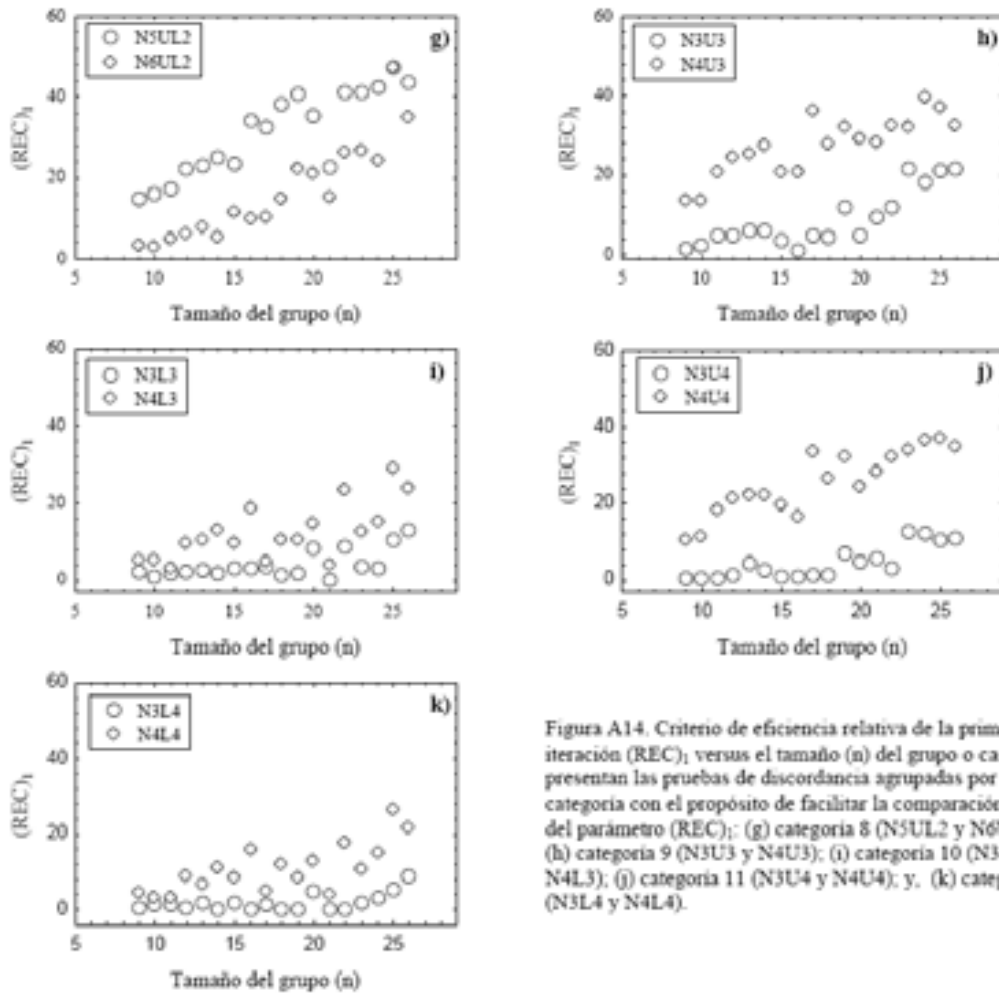 60
40
20
0
(REC)₁
N5UL2
N6UL2
g)
5 10 15 20 25
Tamaño del grupo (n)
60
40
20
0
(REC)₁
N3U3
N4U3
h)
5 10 15 20 25
Tamaño del grupo (n)
60
40
20
0
(REC)₁
N3L3
N4L3
i)
5 10 15 20 25
Tamaño del grupo (n)
60
40
20
0
(REC)₁
N3U4
N4U4
j)
5 10 15 20 25
Tamaño del grupo (n)
60
40
20
0
(REC)₁
N3L4
N4L4
k)
5 10 15 20 25
Tamaño del grupo (n)
Figura A14. Criterio de eficiencia relativa de la prim
iteración (REC)₁ versus el tamaño (n) del grupo o ca
presentan las pruebas de discordancia agrupadas por
categoría con el propósito de facilitar la comparación
del parámetro (REC)₁: (g) categoría 8 (N5UL2 y N6
(h) categoría 9 (N3U3 y N4U3); (i) categoría 10 (N3
N4L3); (j) categoría 11 (N3U4 y N4U4); y, (k) categ
(N3L4 y N4L4).